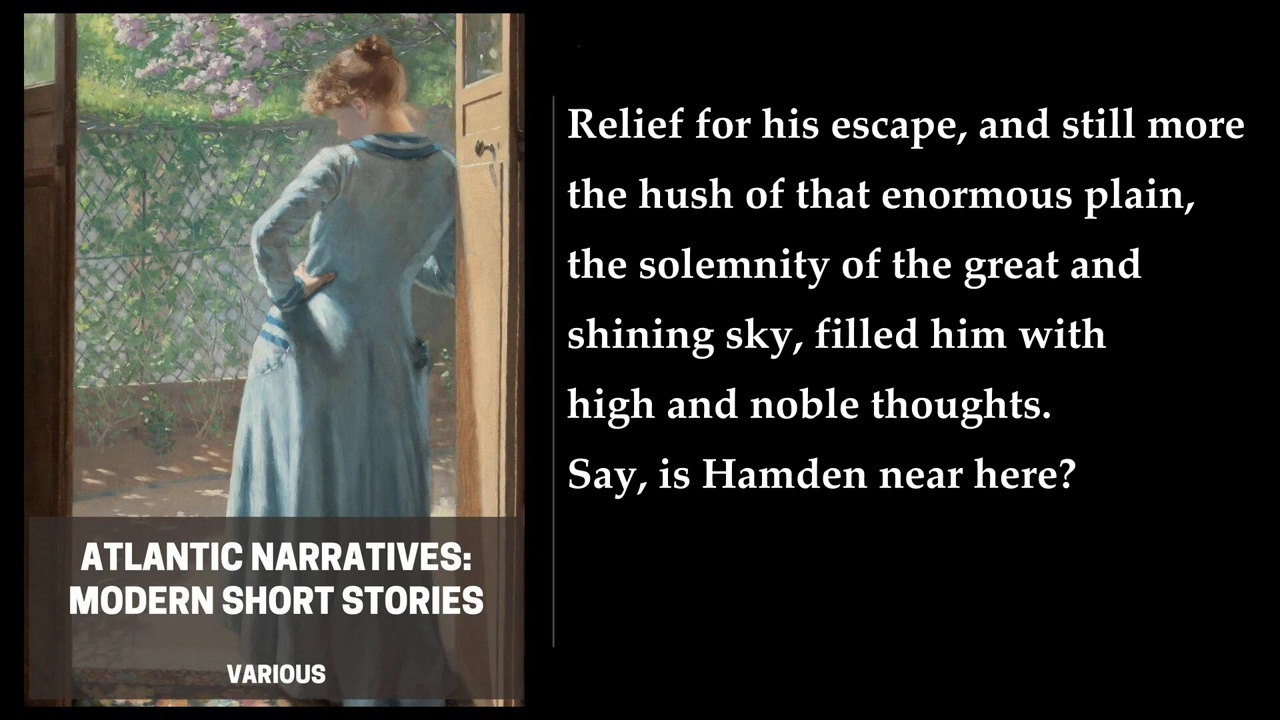 Relief for his escape, and still more
the hush of that enormous plain,
the solemnity of the great and
shining sky, filled him with
high and noble thoughts.
Say, is Hamden near here?
ATLANTIC NARRATIVES:
MODERN SHORT STORIES
VARIOUS